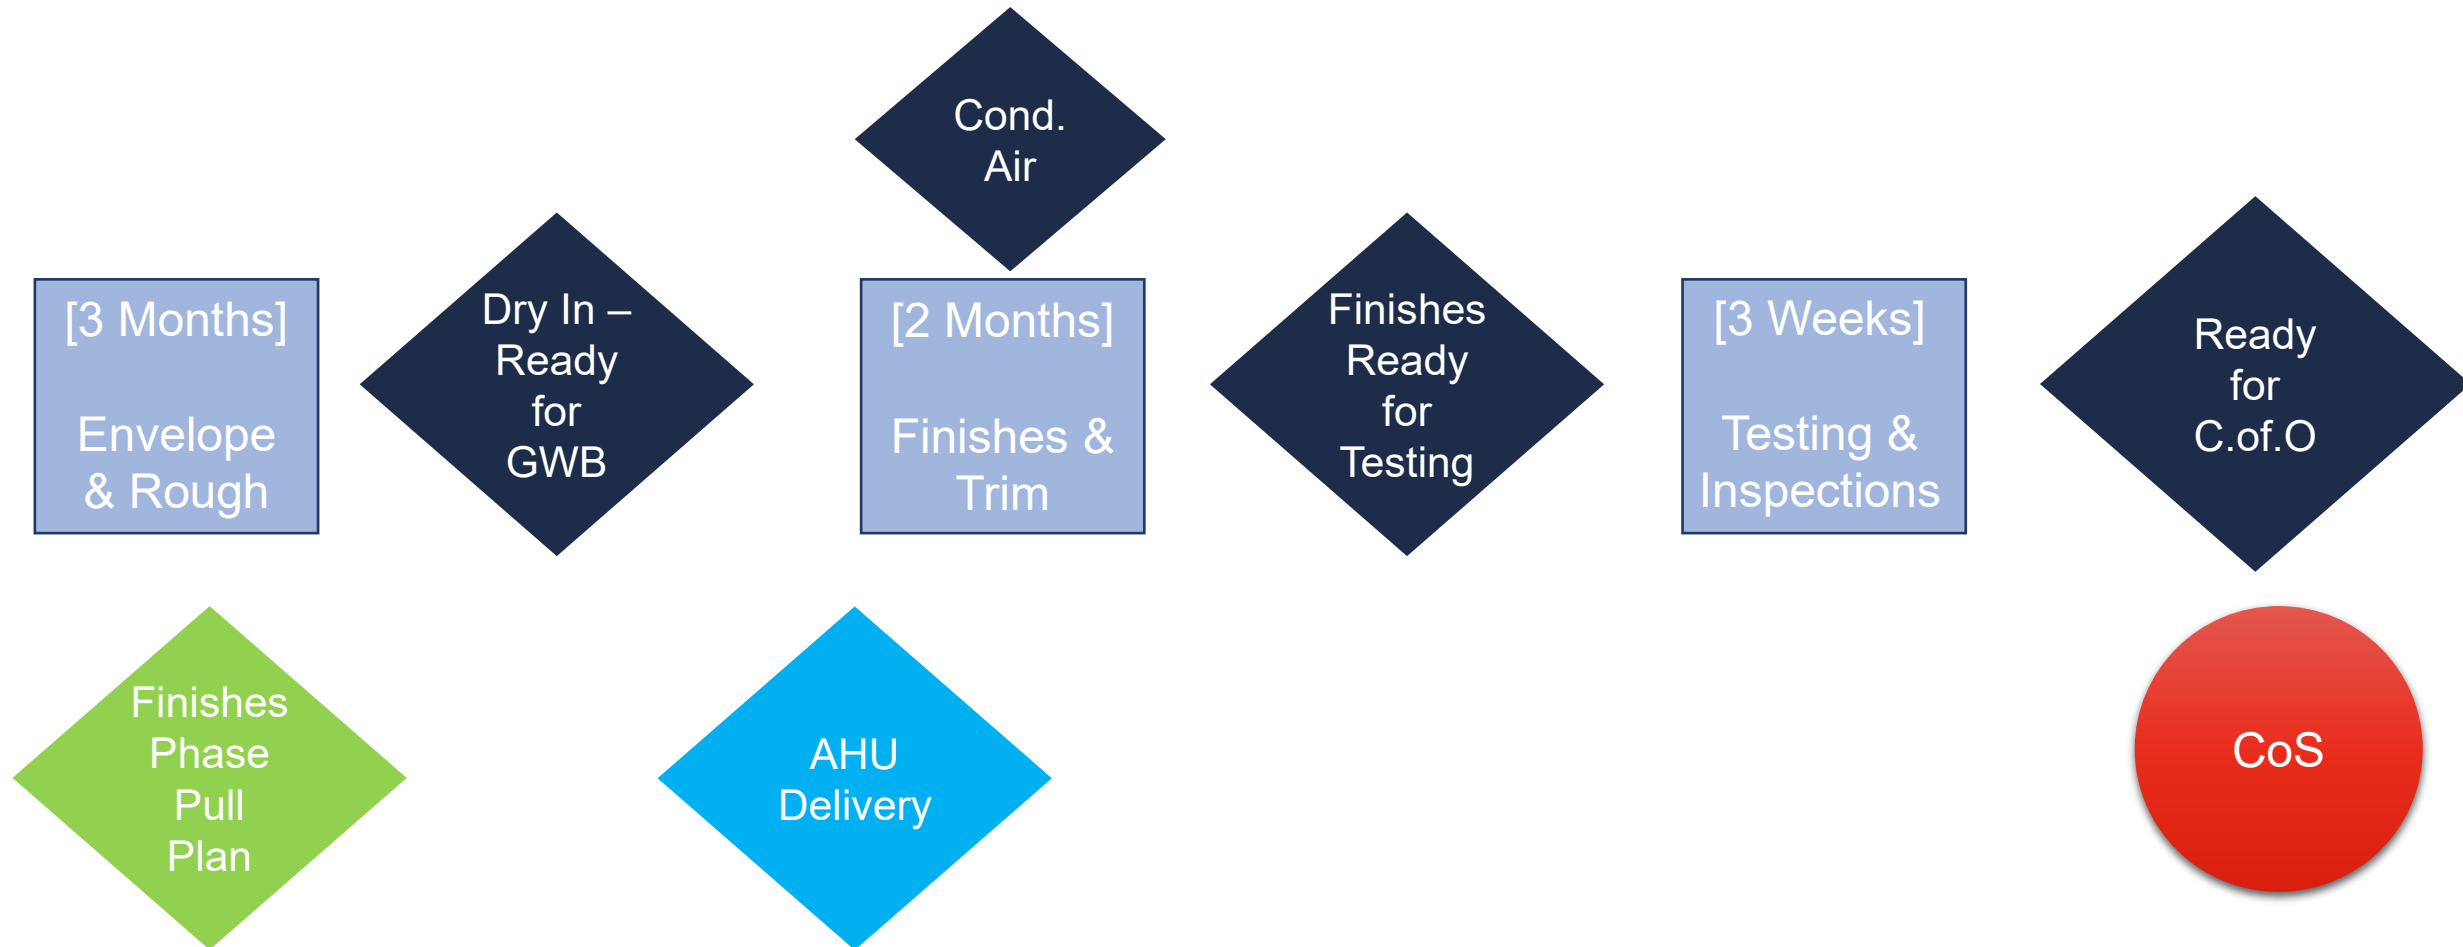 Cond.
Air
[3 Months]
Envelope
& Rough
Dry In –
Ready
for
GWB
[2 Months]
Finishes &
Trim
Finishes
Ready
for
Testing
[3 Weeks]
Testing &
Inspections
Ready
for
C.of.O
Finishes
Phase
Pull
Plan
AHU
Delivery
CoS